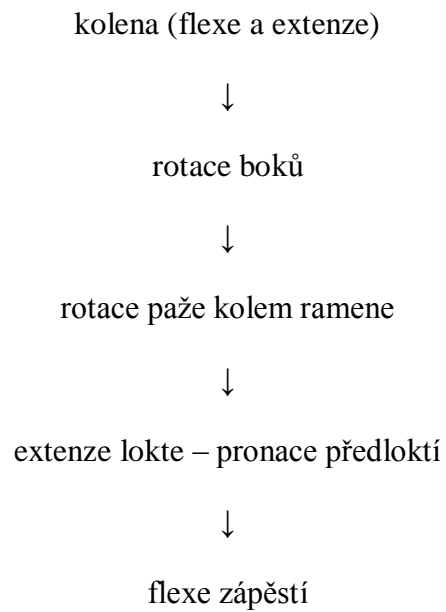 kolena (flexe a extenze)
↓
rotace boků
↓
rotace paže kolem ramene
↓
extenze lokte – pronace předloktí
↓
flexe zápěstí